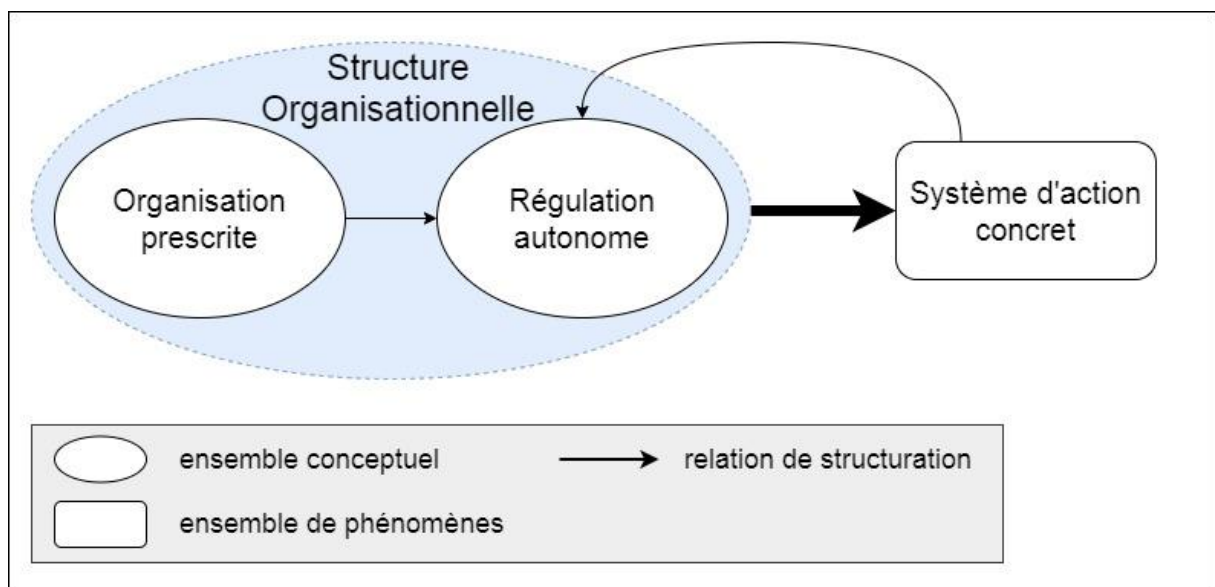 Structure
Organisationnelle
Organisation
prescrite
Régulation
autonome
Système d'action
concret
ensemble conceptuel
relation de structuration
ensemble de phénomènes